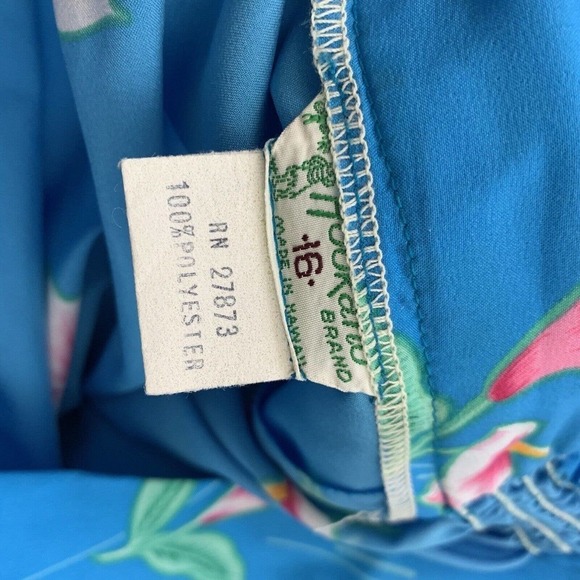 RN 27873
100% POLYESTER
BRAND
·16·
MADE IN HAWAII